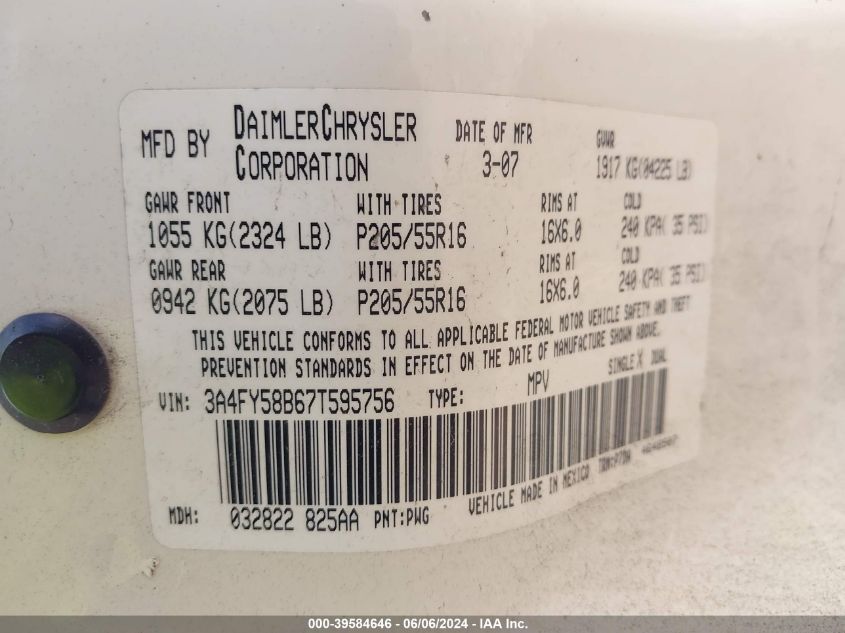 MFD BY DAIMLERCHRYSLER CORPORATION DATE OF MFR 3-07 GVWR 1917 KG(04225 LB)
GAWR FRONT WITH TIRES RIMS AT COLD
1055 KG(2324 LB) P205/55R16 16X6.0 240 KPA( 35 PSI)
GAWR REAR WITH TIRES RIMS AT COLD
0942 KG(2075 LB) P205/55R16 16X6.0 240 KPA( 35 PSI)
THIS VEHICLE CONFORMS TO ALL APPLICABLE FEDERAL MOTOR VEHICLE SAFETY AND THEFT
PREVENTION STANDARDS IN EFFECT ON THE DATE OF MANUFACTURE SHOWN ABOVE.
VIN: 3A4FY58B67T595756 TYPE: MPV SINGLE X DUAL
MDH: 032822 825AA PNT:PWG VEHICLE MADE IN MEXICO
000-39584646 - 06/06/2024 - IAA Inc.